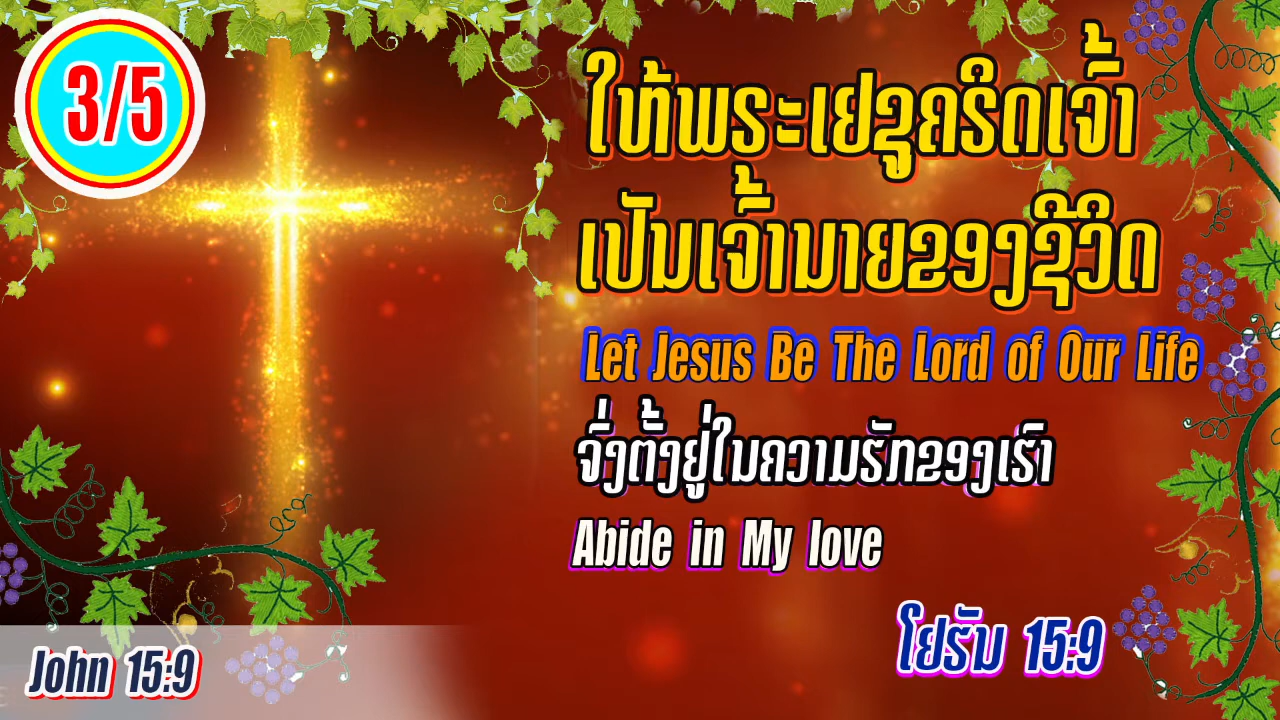 3/5
ໃຫ້ພຣະເຢຊູຄຣິດເຈົ້າ
ເປັນເຈົ້ານາຍຂອງຊີວິດ
Let Jesus Be The Lord of Our Life
ຈົ່ງຕັ້ງຢູ່ໃນຄວາມຮັກຂອງເຮົາ
Abide in My love
ໂຢຮັນ 15:9
John 15:9